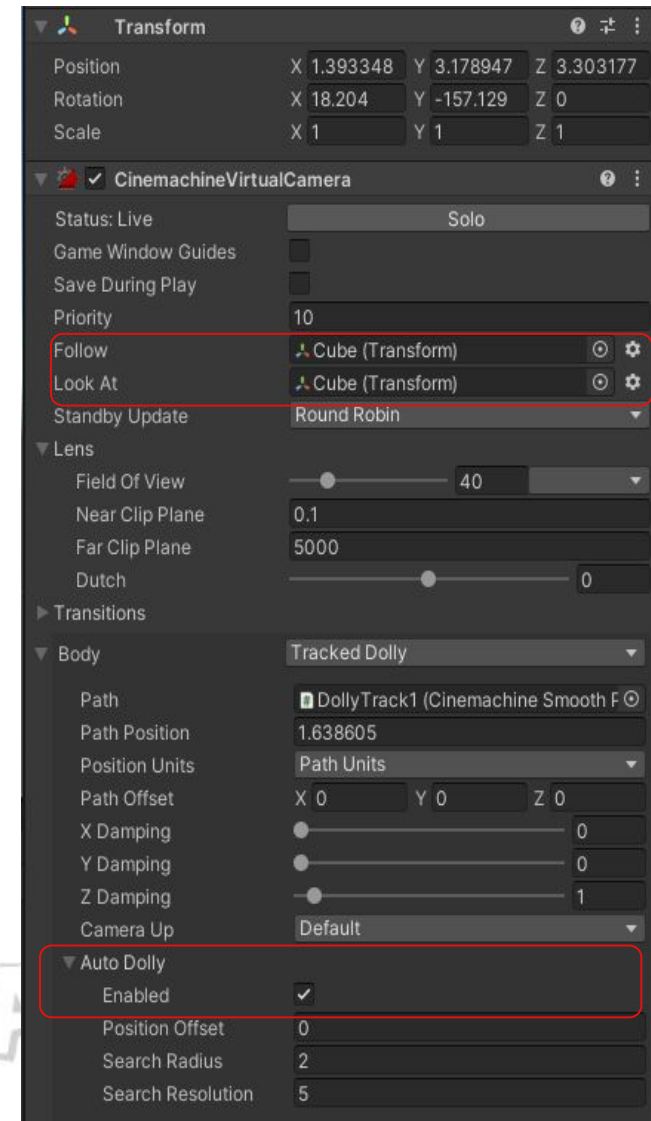 Transform
Position X 1.393348 Y 3.178947 Z 3.303177
Rotation X 18.204 Y -157.129 Z 0
Scale X 1 Y 1 Z 1
CinemachineVirtualCamera
Status: Live Solo
Game Window Guides
Save During Play
Priority 10
Follow Cube (Transform)
Look At Cube (Transform)
Standby Update Round Robin
Lens
Field Of View 40
Near Clip Plane 0.1
Far Clip Plane 5000
Dutch 0
Transitions
Body Tracked Dolly
Path DollyTrack1 (Cinemachine Smooth P
Path Position 1.638605
Position Units Path Units
Path Offset X 0 Y 0 Z 0
X Damping 0
Y Damping 0
Z Damping 1
Camera Up Default
Auto Dolly
Enabled
Position Offset 0
Search Radius 2
Search Resolution 5